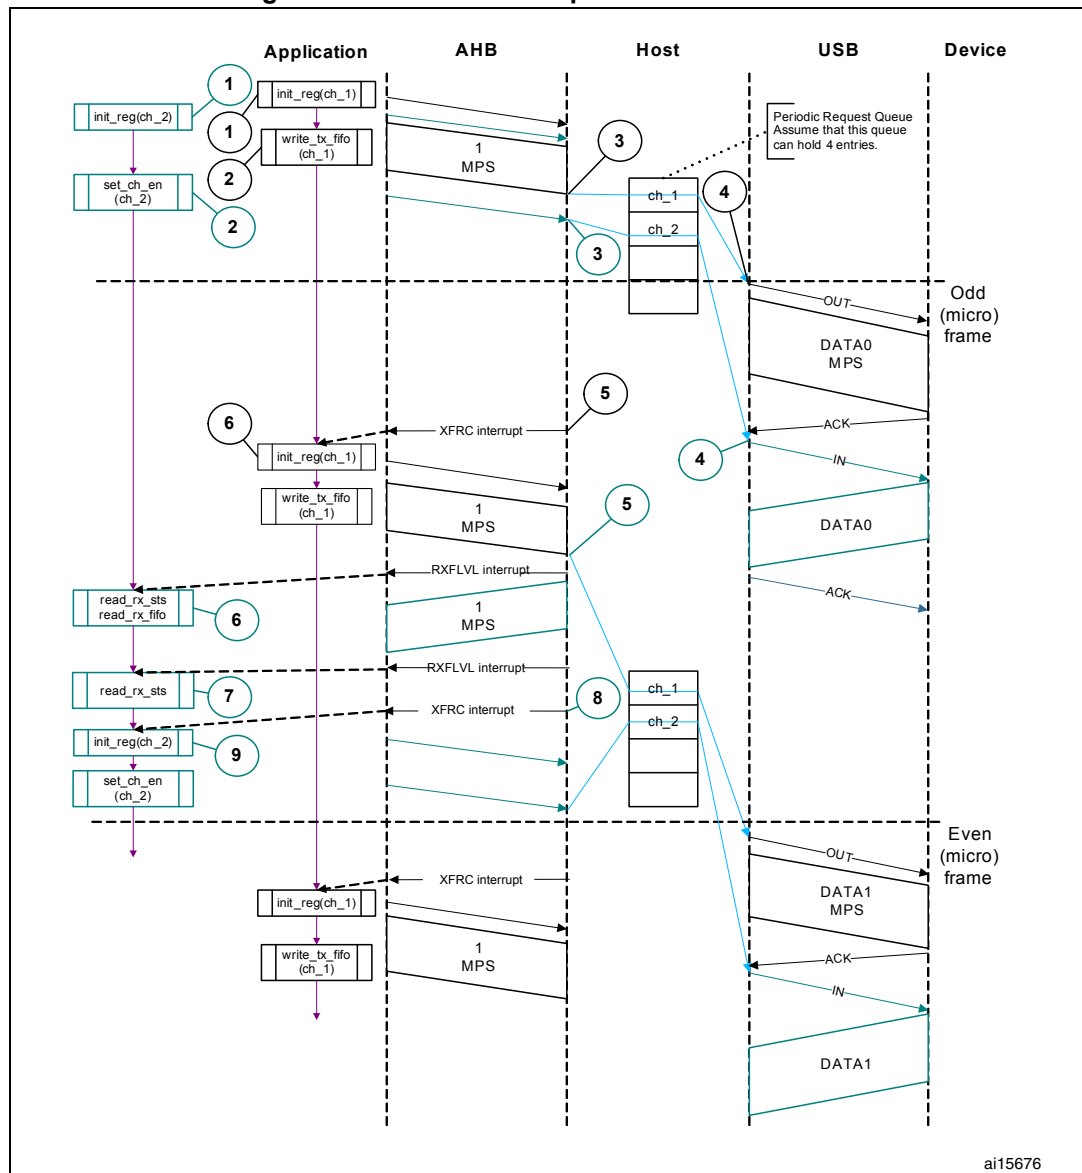 Application AHB Host USB Device
1
init_reg(ch_1)
init_reg(ch_2)
1
Periodic Request Queue
Assume that this queue
can hold 4 entries.
write_tx_fifo
(ch_1)
1
MPS
3
2
set_ch_en
(ch_2)
ch_1
4
2
ch_2
3
Odd
(micro)
frame
OUT
DATA0
MPS
5
ACK
6
XFRC interrupt
init_reg(ch_1)
4
IN
write_tx_fifo
(ch_1)
1
MPS
5
DATA0
RXFLVL interrupt
ACK
read_rx_sts
read_rx_fifo
6
1
MPS
RXFLVL interrupt
read_rx_sts
7
ch_1
8
XFRC interrupt
ch_2
init_reg(ch_2)
9
set_ch_en
(ch_2)
Even
(micro)
frame
OUT
XFRC interrupt
init_reg(ch_1)
DATA1
MPS
write_tx_fifo
(ch_1)
1
MPS
ACK
IN
DATA1
ai15676